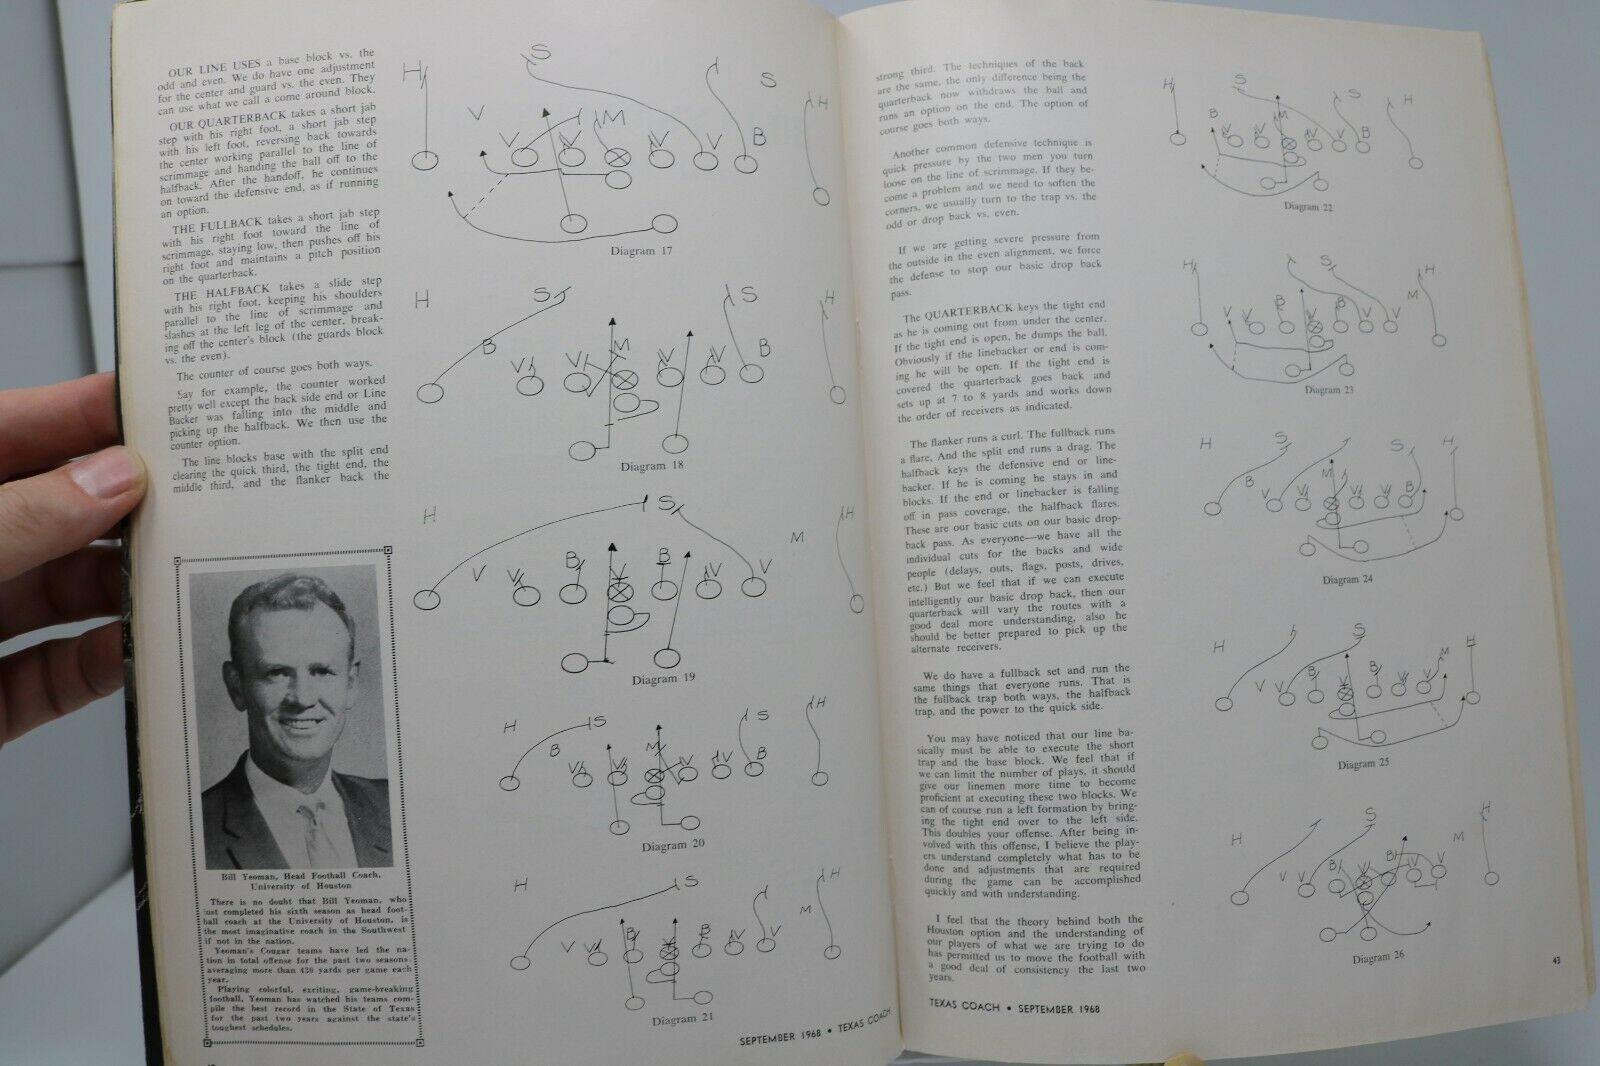 OUR LINE USES a base block vs. the
odd and even. We do have one adjustment
for the center and guard vs. the even. They
can use what we call a come around block.
OUR QUARTERBACK takes a short jab
step with his right foot, a short jab step
with his left foot, reversing back towards
the center working parallel to the line of
scrimmage and handing the ball off to the
halfback. After the handoff, he continues
on toward the defensive end, as if running
an option.
THE FULLBACK takes a short jab step
with his right foot toward the line of
scrimmage, staying low, then pushes off his
right foot and maintains a pitch position
on the quarterback.
THE HALFBACK takes a slide step
with his right foot, keeping his shoulders
parallel to the line of scrimmage and
slashes at the left leg of the center, break-
ing off the center's block (the guards block
vs. the even).
The counter of course goes both ways.
Say for example, the counter worked
pretty well except the back side end or Line
Backer was falling into the middle and
picking up the halfback. We then use the
counter option.
The line blocks base with the split end
clearing the quick third, the tight end, the
middle third, and the flanker back the
Bill Yeoman, Head Football Coach,
University of Houston
There is no doubt that Bill Yeoman, who
just completed his sixth season as head foot-
ball coach at the University of Houston, is
the most imaginative coach in the Southwest
if not in the nation.
Yeoman's Cougar teams have led the na-
tion in total offense for the past two seasons
averaging more than 430 yards per game each
year.
Playing colorful, exciting, game-breaking
football, Yeoman has watched his teams com-
pile the best record in the State of Texas
for the past two years against the state's
toughest schedules.
H S S H
V V V M V V B
Diagram 17
H S S H
B V V M V V B
Diagram 18
H S M H
V V B V B V V
Diagram 19
H S S H
B V V M V V B
Diagram 20
H S M H
V V B V B V V
Diagram 21
SEPTEMBER 1968 • TEXAS COACH
strong third. The techniques of the back
are the same, the only difference being the
quarterback now withdraws the ball and
runs an option on the end. The option of
course goes both ways.
Another common defensive technique is
quick pressure by the two men you turn
loose on the line of scrimmage. If they be-
come a problem and we need to soften the
corners, we usually turn to the trap vs. the
odd or drop back vs. even.
If we are getting severe pressure from
the outside in the even alignment, we force
the defense to stop our basic drop back
pass.
The QUARTERBACK keys the tight end
as he is coming out from under the center.
If the tight end is open, he dumps the ball.
Obviously if the linebacker or end is com-
ing he will be open. If the tight end is
covered the quarterback goes back and
sets up at 7 to 8 yards and works down
the order of receivers as indicated.
The flanker runs a curl. The fullback runs
a flare, And the split end runs a drag. The
halfback keys the defensive end or line-
backer. If he is coming he stays in and
blocks. If the end or linebacker is falling
off in pass coverage, the halfback flares.
These are our basic cuts on our basic drop-
back pass. As everyone—we have all the
individual cuts for the backs and wide
people (delays, outs, flags, posts, drives,
etc.) But we feel that if we can execute
intelligently our basic drop back, then our
quarterback will vary the routes with a
good deal more understanding, also he
should be better prepared to pick up the
alternate receivers.
We do have a fullback set and run the
same things that everyone runs. That is
the fullback trap both ways, the halfback
trap, and the power to the quick side.
You may have noticed that our line ba-
sically must be able to execute the short
trap and the base block. We feel that if
we can limit the number of plays, it should
give our linemen more time to become
proficient at executing these two blocks. We
can of course run a left formation by bring-
ing the tight end over to the left side.
This doubles your offense. After being in-
volved with this offense, I believe the play-
ers understand completely what has to be
done and adjustments that are required
during the game can be accomplished
quickly and with understanding.
I feel that the theory behind both the
Houston option and the understanding of
our players of what we are trying to do
has permitted us to move the football with
a good deal of consistency the last two
years.
TEXAS COACH • SEPTEMBER 1968
H S S H
B V V M V V B
Diagram 22
H S M H
V V B V B V V
Diagram 23
H S S H
B V V M V V B
Diagram 24
H S M H
V V B V B V
Diagram 25
H S M H
V V B V B V V
Diagram 26
43